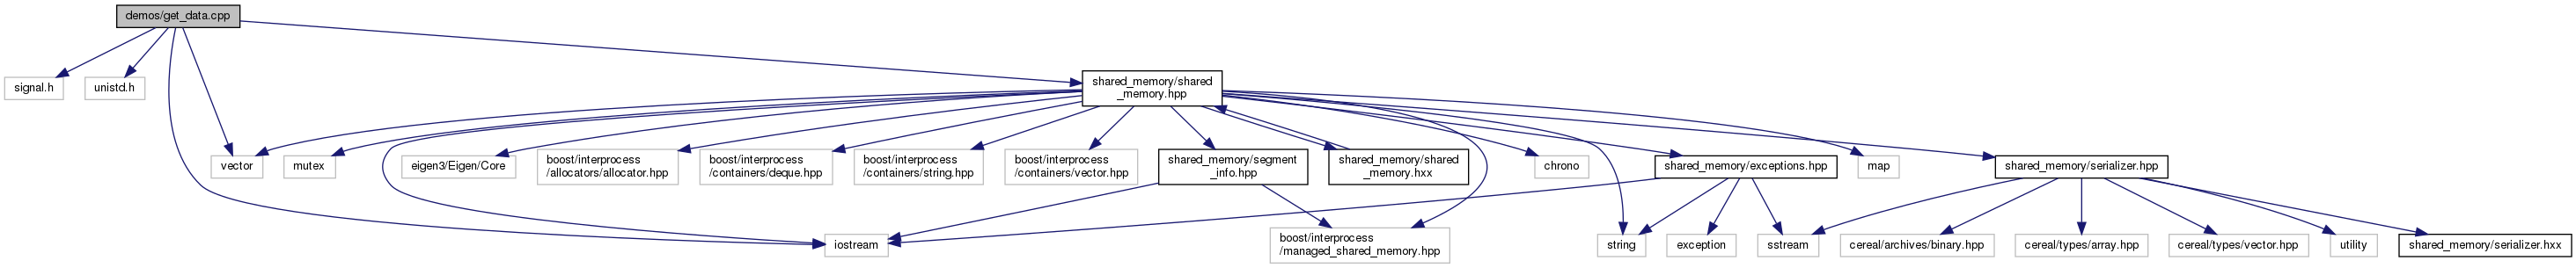 demos/get_data.cpp
signal.h
unistd.h
shared_memory/shared
_memory.hpp
vector
mutex
eigen3/Eigen/Core
boost/interprocess
/allocators/allocator.hpp
boost/interprocess
/containers/deque.hpp
boost/interprocess
/containers/string.hpp
boost/interprocess
/containers/vector.hpp
shared_memory/segment
_info.hpp
shared_memory/shared
_memory.hxx
chrono
shared_memory/exceptions.hpp
map
shared_memory/serializer.hpp
iostream
boost/interprocess
/managed_shared_memory.hpp
string
exception
sstream
cereal/archives/binary.hpp
cereal/types/array.hpp
cereal/types/vector.hpp
utility
shared_memory/serializer.hxx